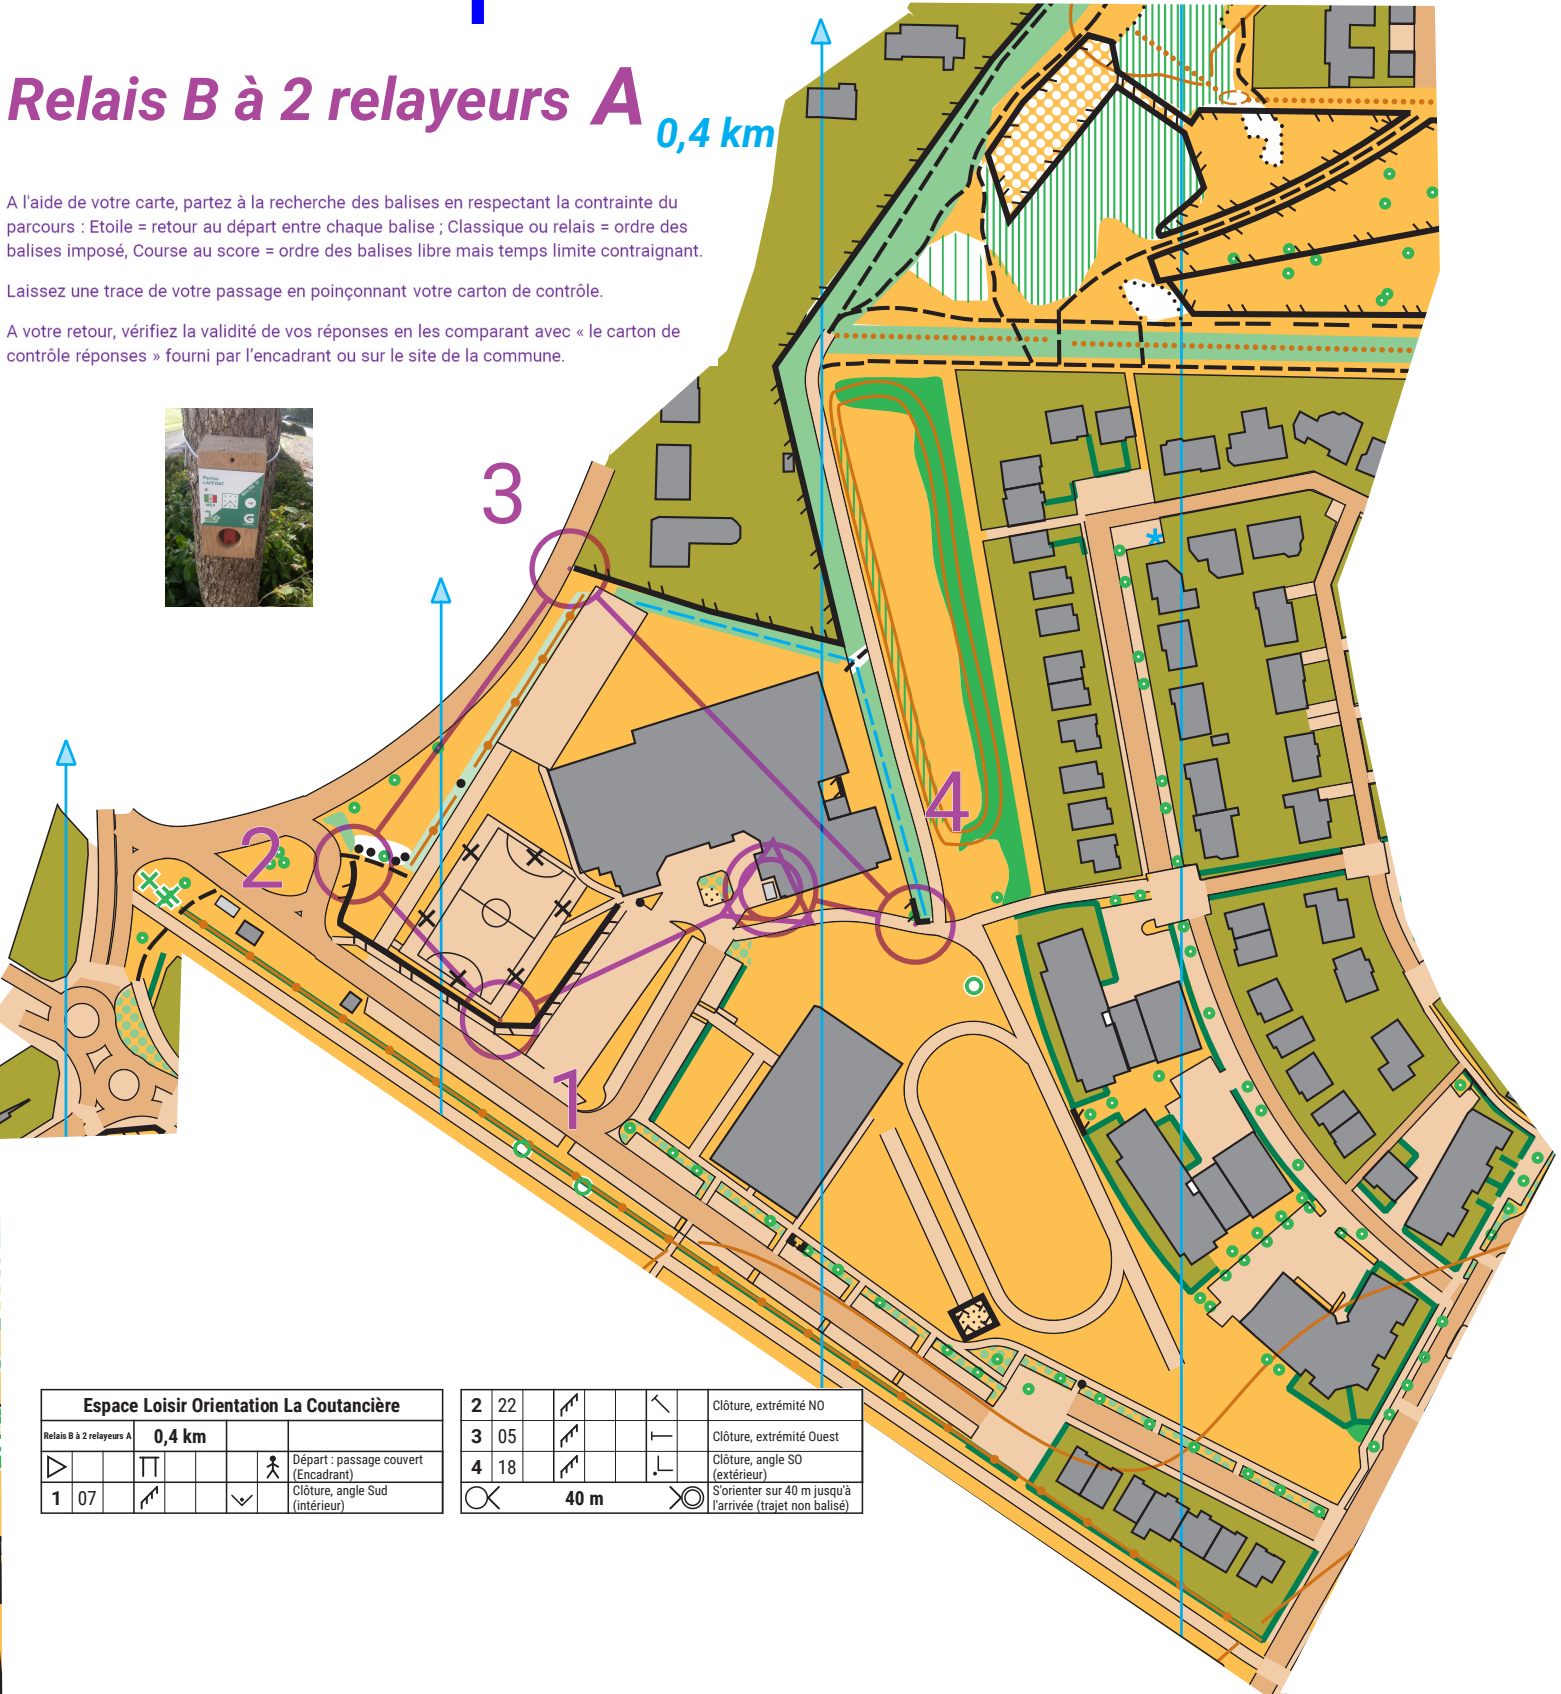 Relais B à 2 relayeurs A
0,4 km
A l'aide de votre carte, partez à la recherche des balises en respectant la contrainte du
parcours : Etoile = retour au départ entre chaque balise ; Classique ou relais = ordre des
balises imposé, Course au score = ordre des balises libre mais temps limite contraignant.
Laissez une trace de votre passage en poinçonnant votre carton de contrôle.
A votre retour, vérifiez la validité de vos réponses en les comparant avec « le carton de
contrôle réponses » fourni par l'encadrant ou sur le site de la commune.
3
4
2
1
Espace Loisir Orientation La Coutancière
Relais B à 2 relayeurs A 0,4 km
Départ : passage couvert
(Encadrant)
1 07 Clôture, angle Sud
(intérieur)
2 22 Clôture, extrémité NO
3 05 Clôture, extrémité Ouest
4 18 Clôture, angle SO
(extérieur)
40 m S'orienter sur 40 m jusqu'à
l'arrivée (trajet non balisé)